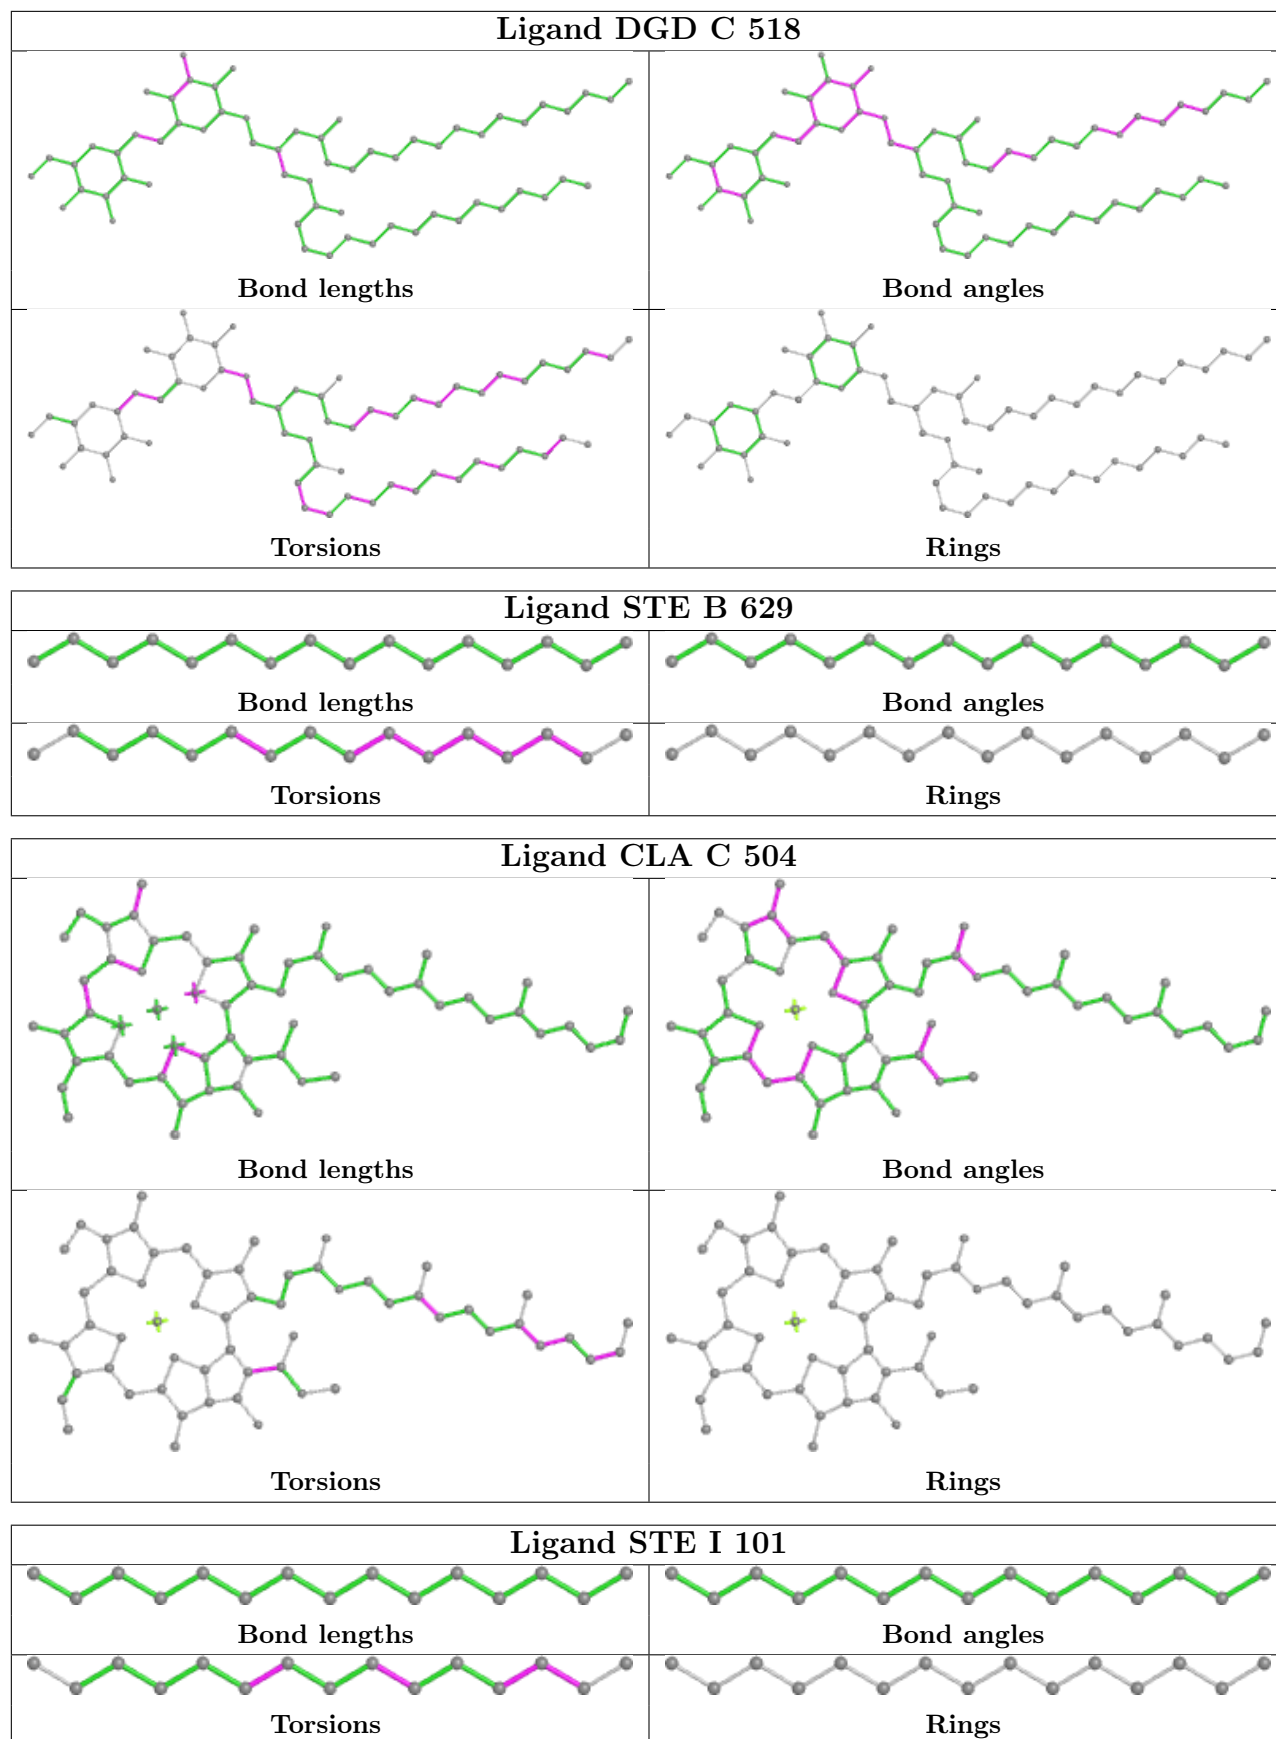 Ligand DGD C 518
Bond lengths
Bond angles
Torsions
Rings
Ligand STE B 629
Bond lengths
Bond angles
Torsions
Rings
Ligand CLA C 504
Bond lengths
Bond angles
Torsions
Rings
Ligand STE I 101
Bond lengths
Bond angles
Torsions
Rings